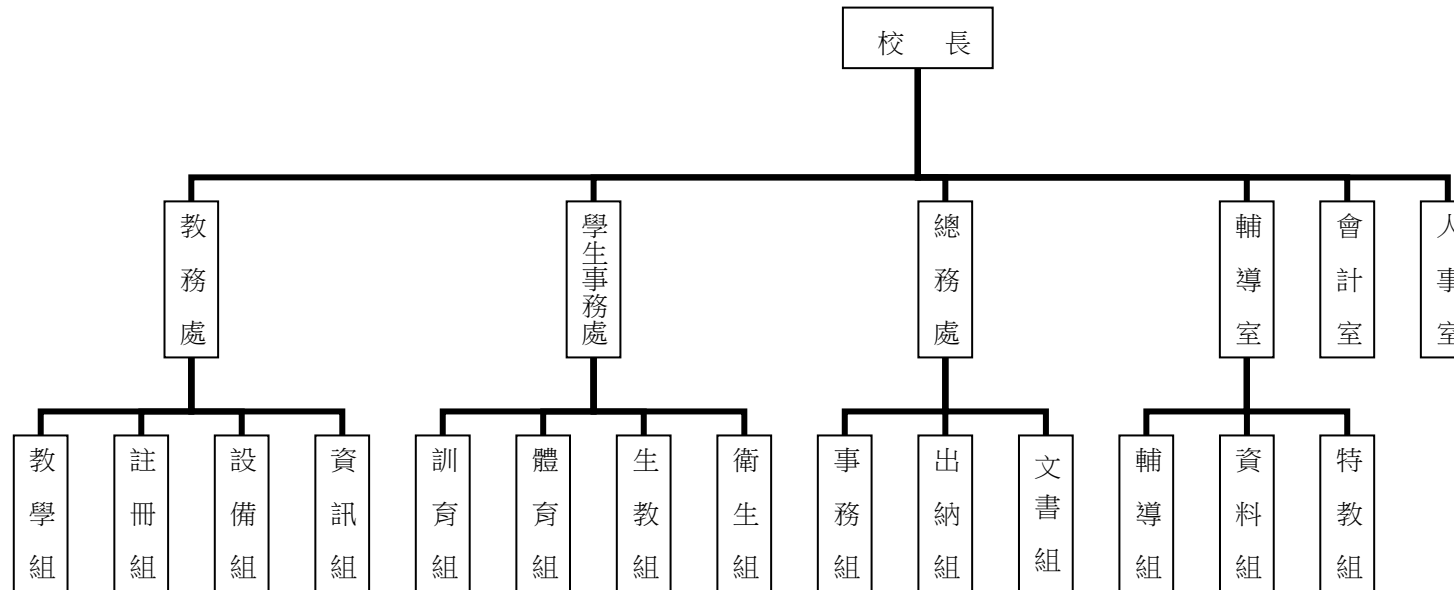 校長
教務處
學生事務處
總務處
輔導室
會計室
人事室
教學組
註冊組
設備組
資訊組
訓育組
體育組
生教組
衛生組
事務組
出納組
文書組
輔導組
資料組
特教組